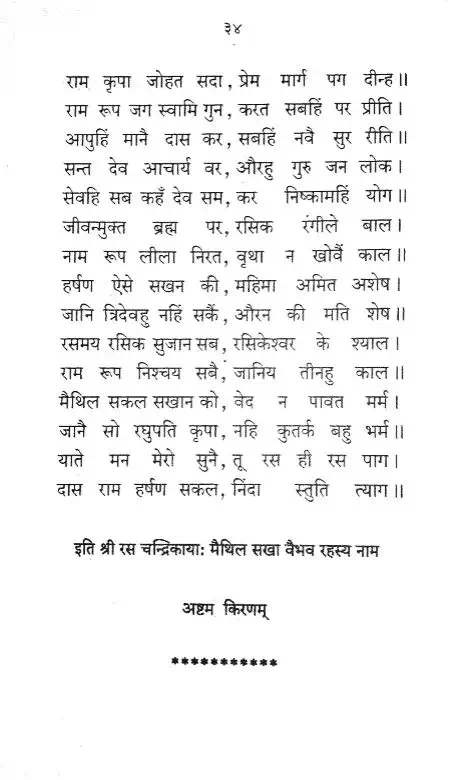 ३४
राम कृपा जोहत सदा, प्रेम मार्ग पग दीन्ह॥
राम रूप जग स्वामि गुन, करत सबहिं पर प्रीति।
आपुहिं मानै दास कर, सबहिं नवै सुर रीति॥
सन्त देव आचार्य वर, औरहु गुरु जन लोक।
सेवहि सब कहँ देव सम, कर निष्कामहिं योग॥
जीवन्मुक्त ब्रह्म पर, रसिक रंगीले बाल।
नाम रूप लीला निरत, वृथा न खोवैं काल॥
हर्षण ऐसे सखन की, महिमा अमित अशेष।
जानि त्रिदेवहु नहिं सकैं, औरन की मति शेष॥
रसमय रसिक सुजान सब, रसिकेश्वर के श्याल।
राम रूप निश्चय सबै, जानिय तीनहु काल॥
मैथिल सकल सखान को, वेद न पावत मर्म।
जानै सो रघुपति कृपा, नहि कुतर्क बहु भर्म॥
याते मन मेरो सुनै, तू रस ही रस पाग।
दास राम हर्षण सकल, निंदा स्तुति त्याग॥
इति श्री रस चन्द्रिकायाः मैथिल सखा वैभव रहस्य नाम
अष्टम किरणम्
***********